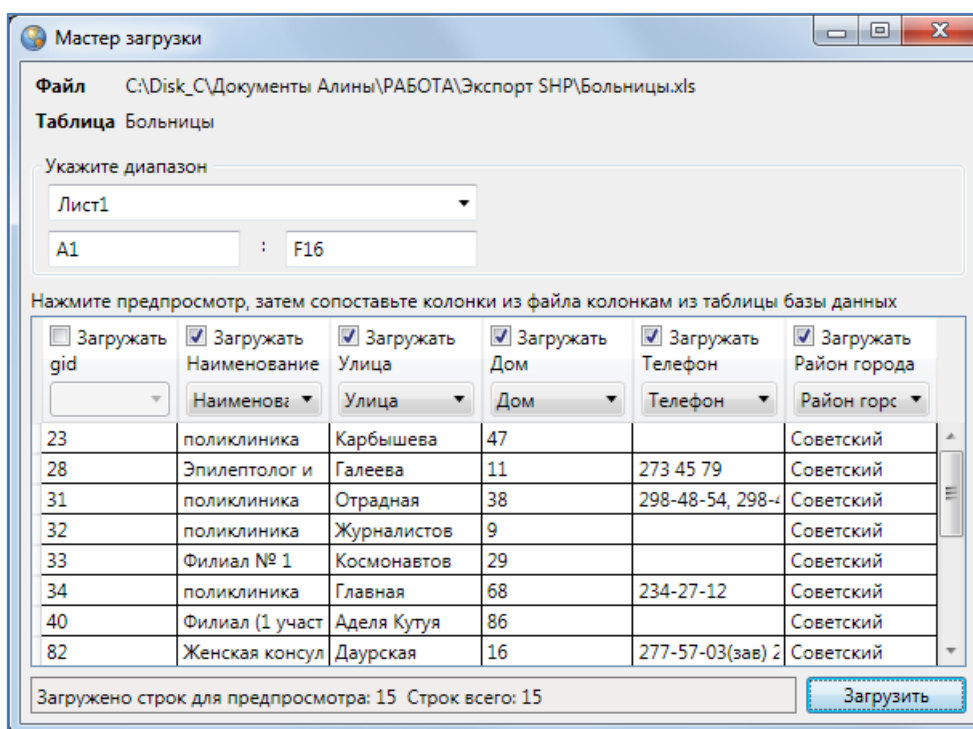 Мастер загрузки
Файл C:\Disk_C\Документы Алины\РАБОТА\Экспорт SHP\Больницы.xls
Таблица Больницы
Укажите диапазон
Лист1
A1 : F16
Нажмите предпросмотр, затем сопоставьте колонки из файла колонкам из таблицы базы данных
Загружать Загружать Загружать Загружать Загружать Загружать
gid Наименование Улица Дом Телефон Район города
Наименова Улица Дом Телефон Район горс
23 поликлиника Карбышева 47 Советский
28 Эпилептолог и Галеева 11 273 45 79 Советский
31 поликлиника Отрадная 38 298-48-54, 298-4 Советский
32 поликлиника Журналистов 9 Советский
33 Филиал № 1 Космонавтов 29 Советский
34 поликлиника Главная 68 234-27-12 Советский
40 Филиал (1 участ Аделя Кутуя 86 Советский
82 Женская консул Даурская 16 277-57-03(зав) 2 Советский
Загружено строк для предпросмотра: 15 Строк всего: 15 Загрузить